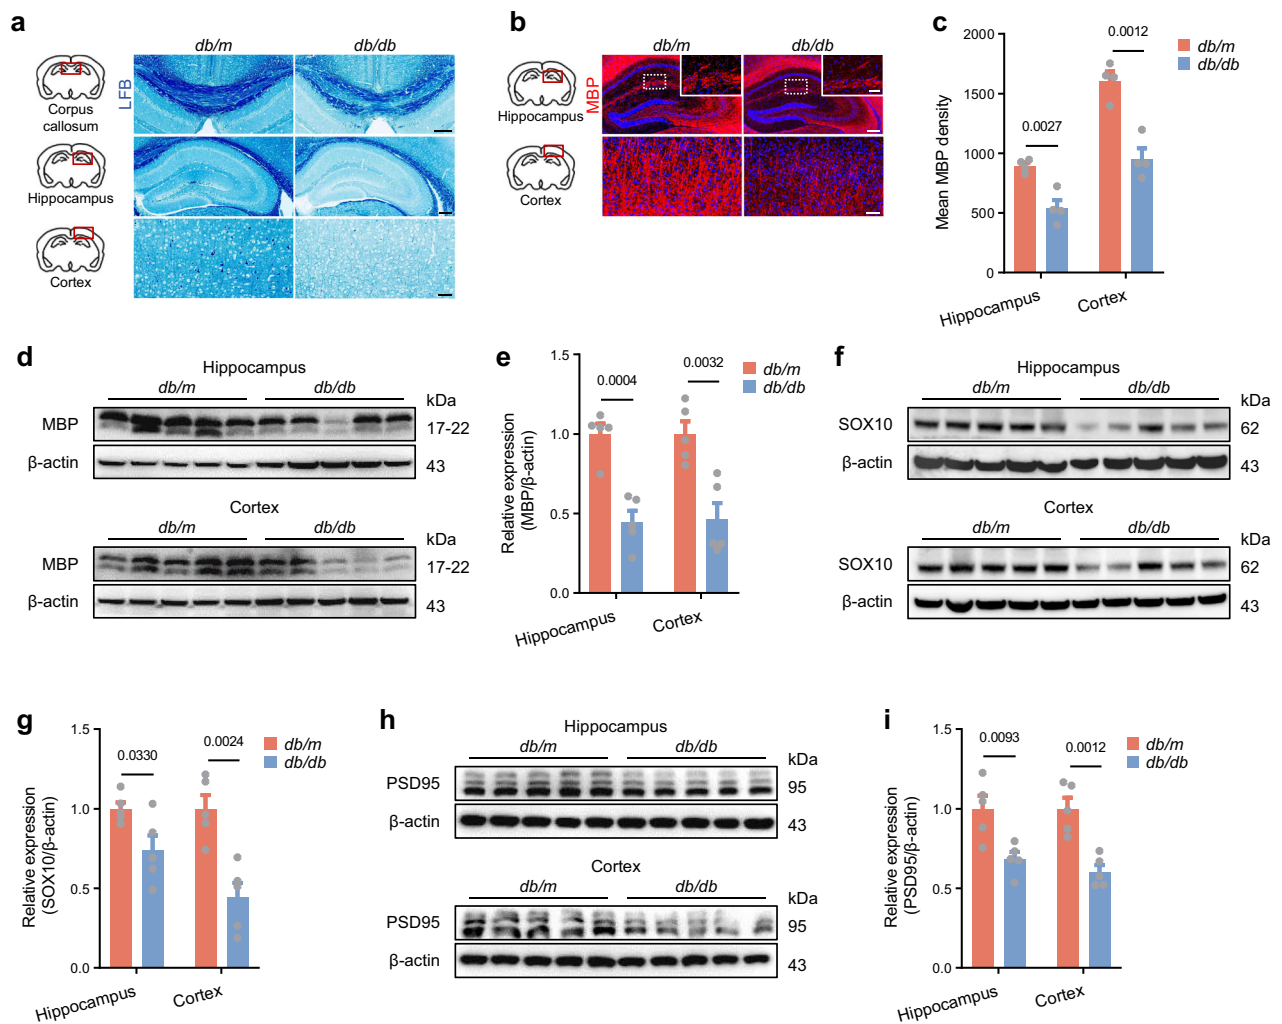 a
db/m
db/db
LFB
Corpus
callosum
Hippocampus
Cortex
b
db/m
db/db
MBP
Hippocampus
Cortex
c
Mean MBP density
2000
1500
1000
500
0
0.0027
0.0012
db/m
db/db
Hippocampus
Cortex
d
Hippocampus
db/m
db/db
kDa
MBP
17-22
β-actin
43
Cortex
db/m
db/db
kDa
MBP
17-22
β-actin
43
e
Relative expression
(MBP/β-actin)
1.5
1.0
0.5
0.0
0.0004
0.0032
db/m
db/db
Hippocampus
Cortex
f
Hippocampus
db/m
db/db
kDa
SOX10
62
β-actin
43
Cortex
db/m
db/db
kDa
SOX10
62
β-actin
43
g
Relative expression
(SOX10/β-actin)
1.5
1.0
0.5
0.0
0.0330
0.0024
db/m
db/db
Hippocampus
Cortex
h
Hippocampus
db/m
db/db
kDa
PSD95
95
β-actin
43
Cortex
db/m
db/db
kDa
PSD95
95
β-actin
43
i
Relative expression
(PSD95/β-actin)
1.5
1.0
0.5
0.0
0.0093
0.0012
db/m
db/db
Hippocampus
Cortex